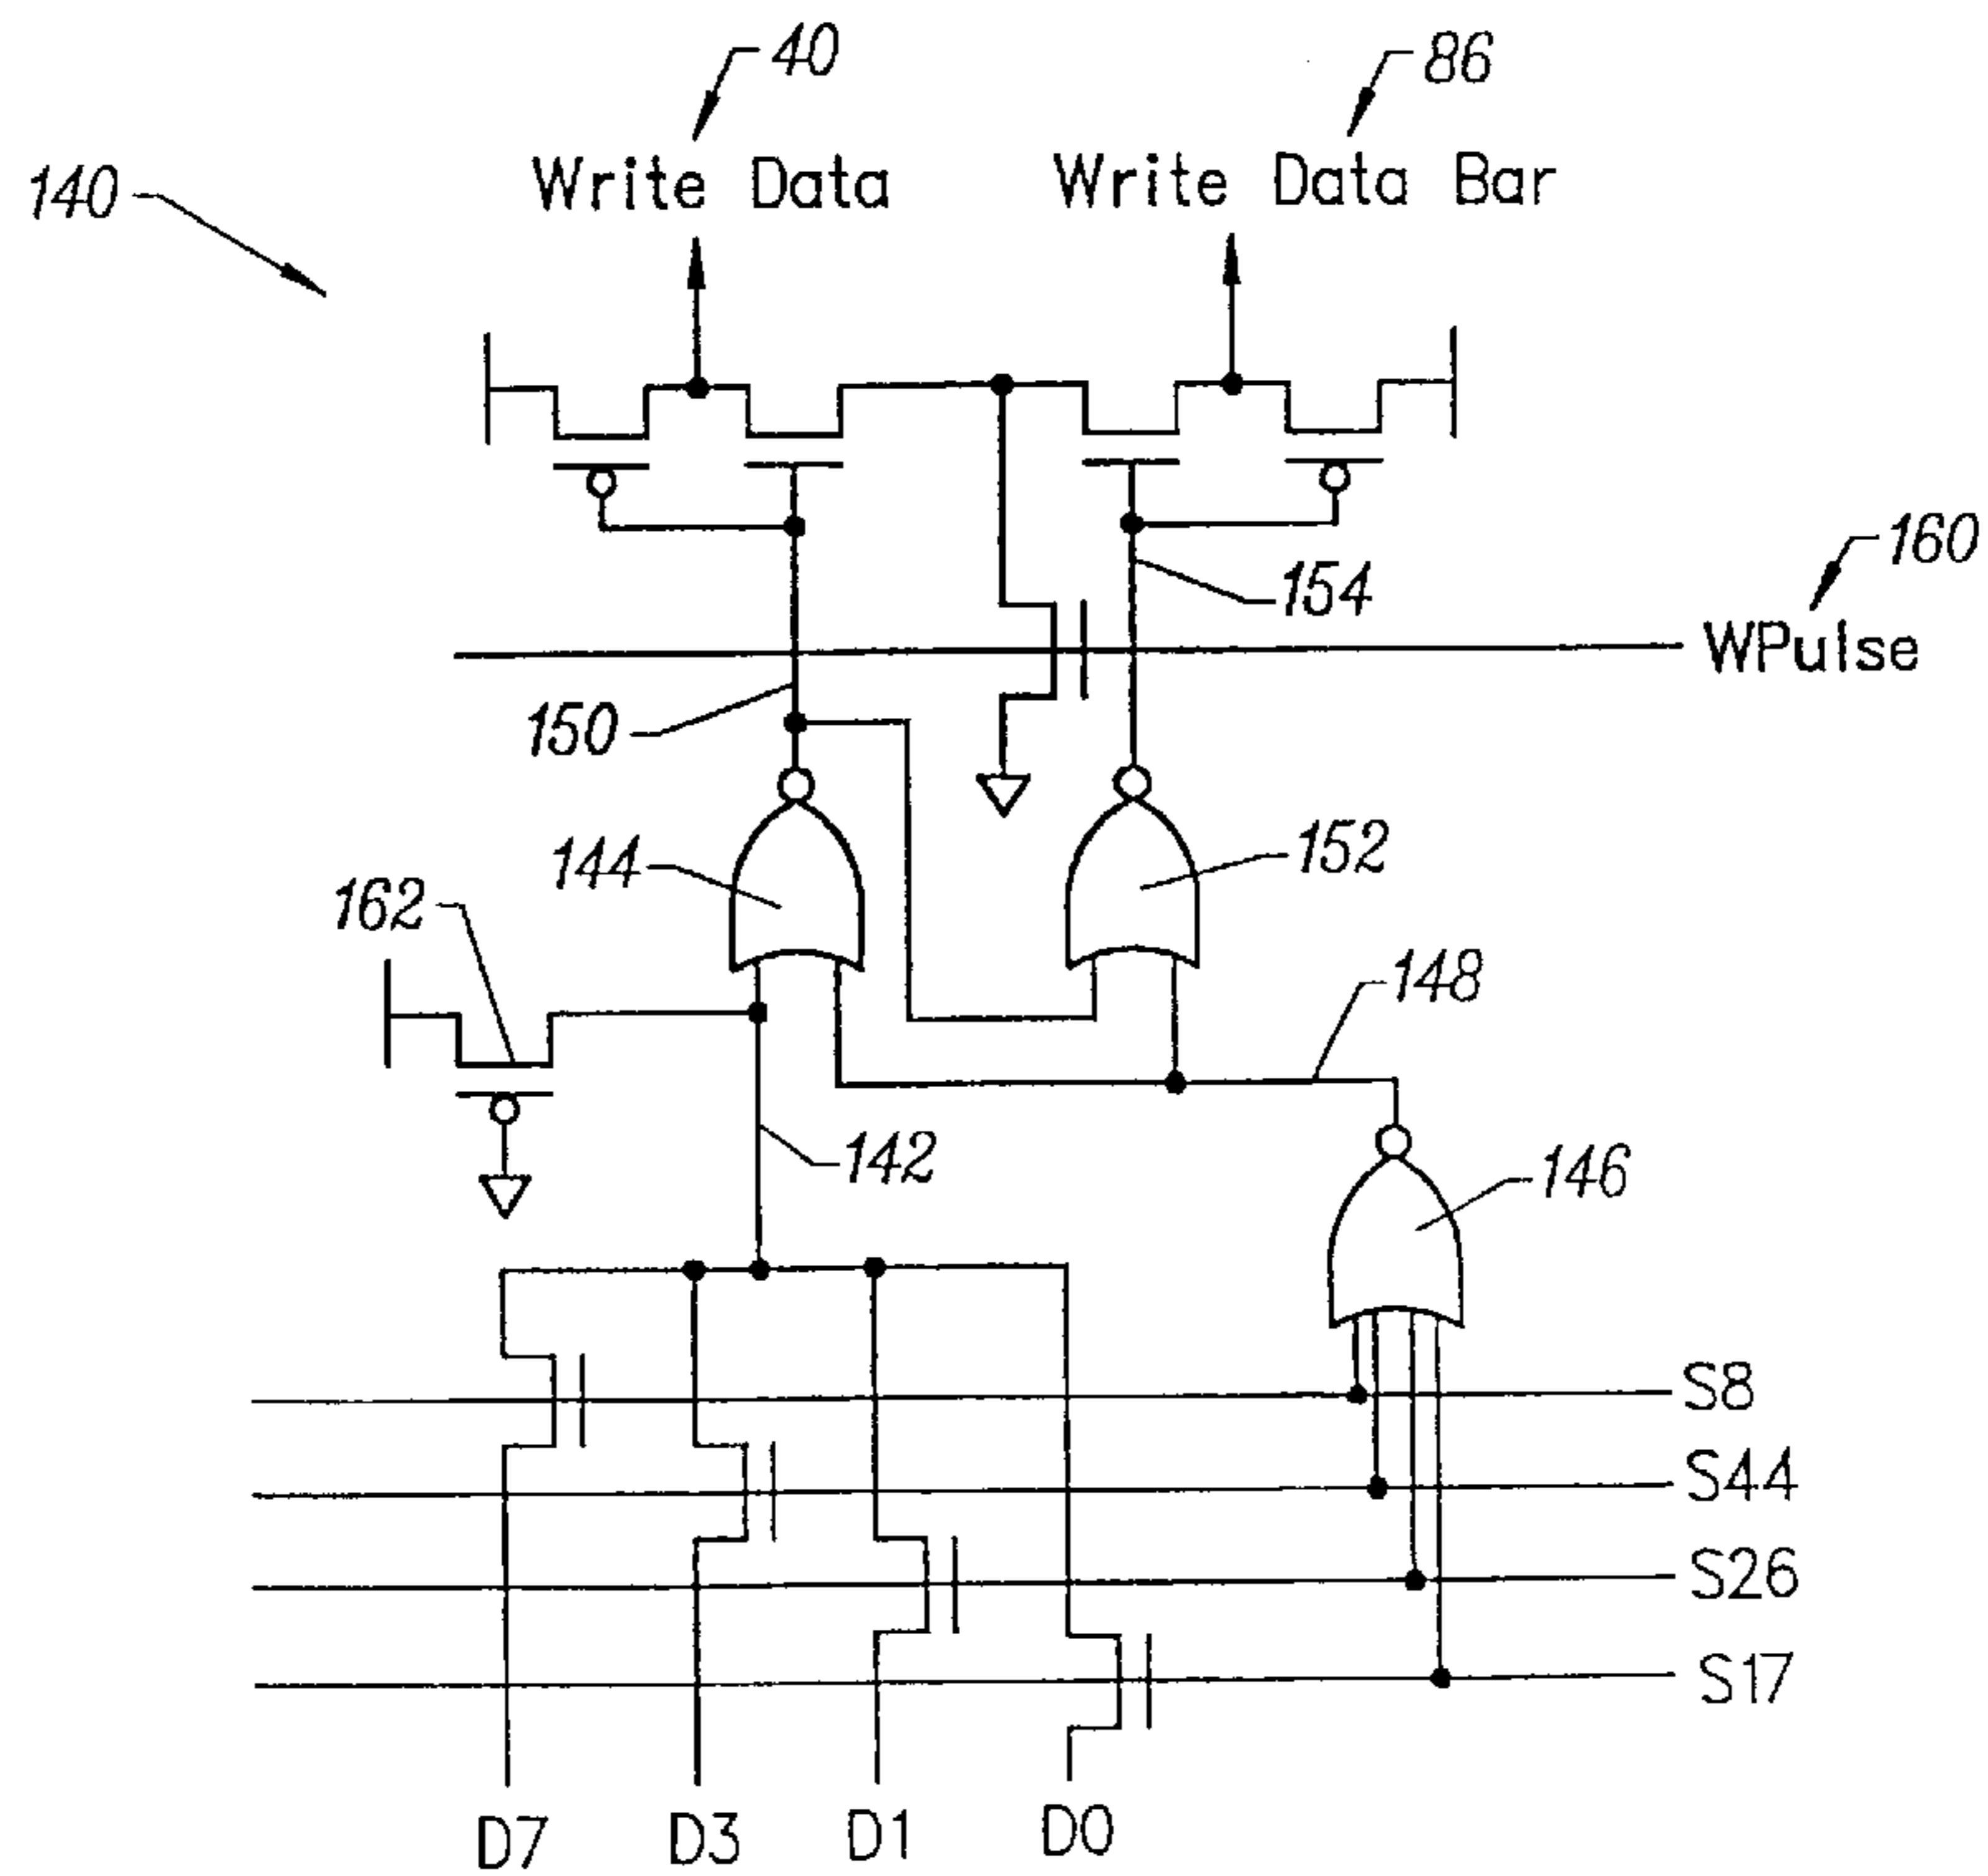 40
86
140
Write Data
Write Data Bar
160
154
WPulse
150
144
152
162
148
142
146
S8
S44
S26
S17
D7
D3
D1
D0